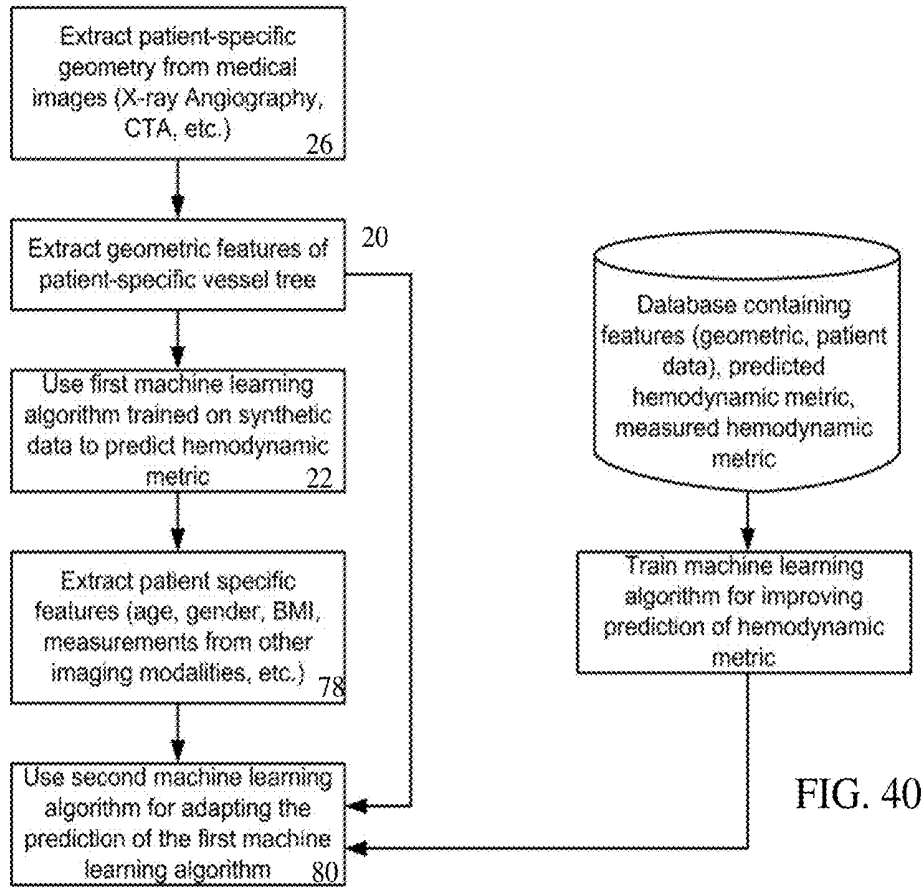 Extract patient-specific
geometry from medical
images (X-ray Angiography,
CTA, etc.)
26
Extract geometric features of
patient-specific vessel tree
20
Use first machine learning
algorithm trained on synthetic
data to predict hemodynamic
metric
22
Extract patient specific
features (age, gender, BMI,
measurements from other
imaging modalities, etc.)
78
Use second machine learning
algorithm for adapting the
prediction of the first machine
learning algorithm
80
Database containing
features (geometric, patient
data), predicted
hemodynamic metric,
measured hemodynamic
metric
Train machine learning
algorithm for improving
prediction of hemodynamic
metric
FIG. 40